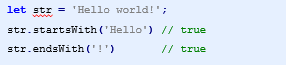 let str = 'Hello world!';
str.startsWith('Hello') // true
str.endsWith('!')       // true